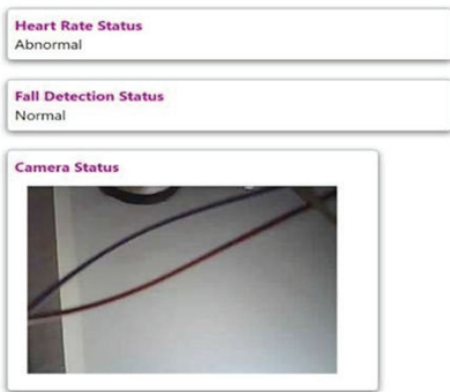 Heart Rate Status
Abnormal
Fall Detection Status
Normal
Camera Status